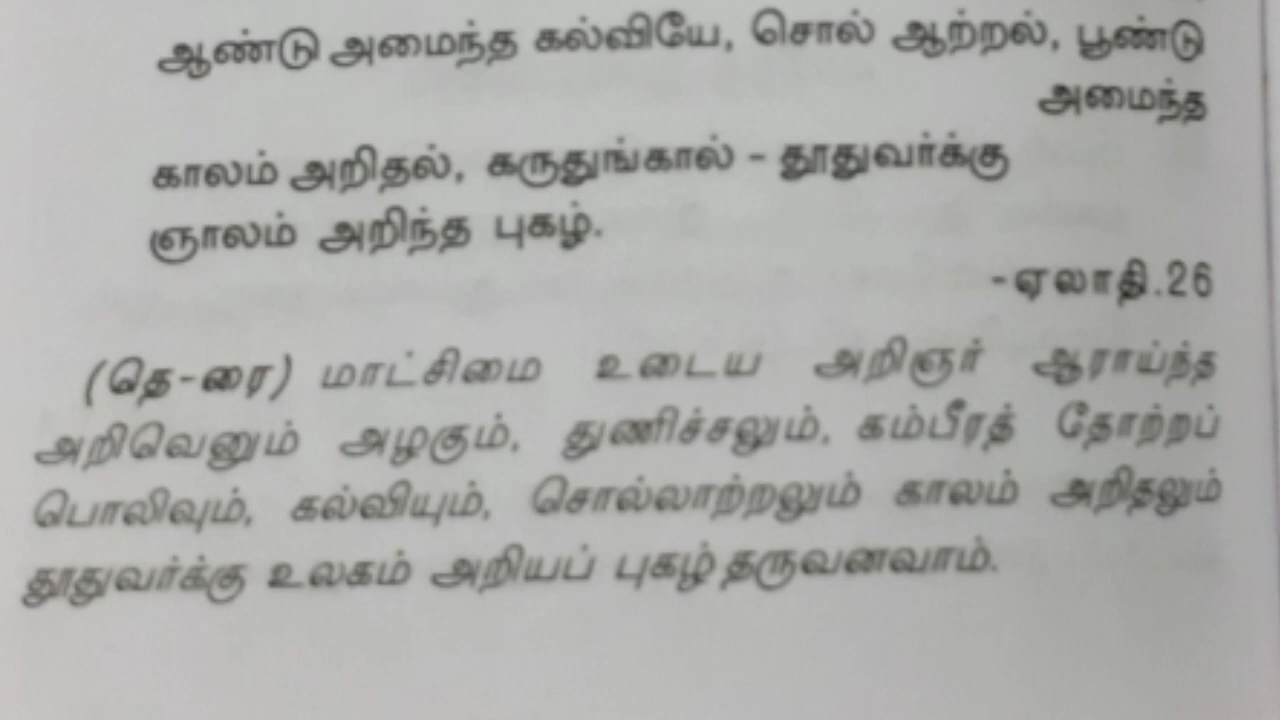 ஆண்டு அமைந்த கல்வியே, சொல் ஆற்றல், பூண்டு
அமைந்த
காலம் அறிதல், கருதுங்கால் - தூதுவர்க்கு
ஞாலம் அறிந்த புகழ்.
-ஏலாதி.26
(தெ-ரை) மாட்சிமை உடைய அறிஞர் ஆராய்ந்த
அறிவெனும் அழகும், துணிச்சலும், கம்பீரத் தோற்றப்
பொலிவும், கல்வியும், சொல்லாற்றலும் காலம் அறிதலும்
தூதுவர்க்கு உலகம் அறியப் புகழ் தருவனவாம்.